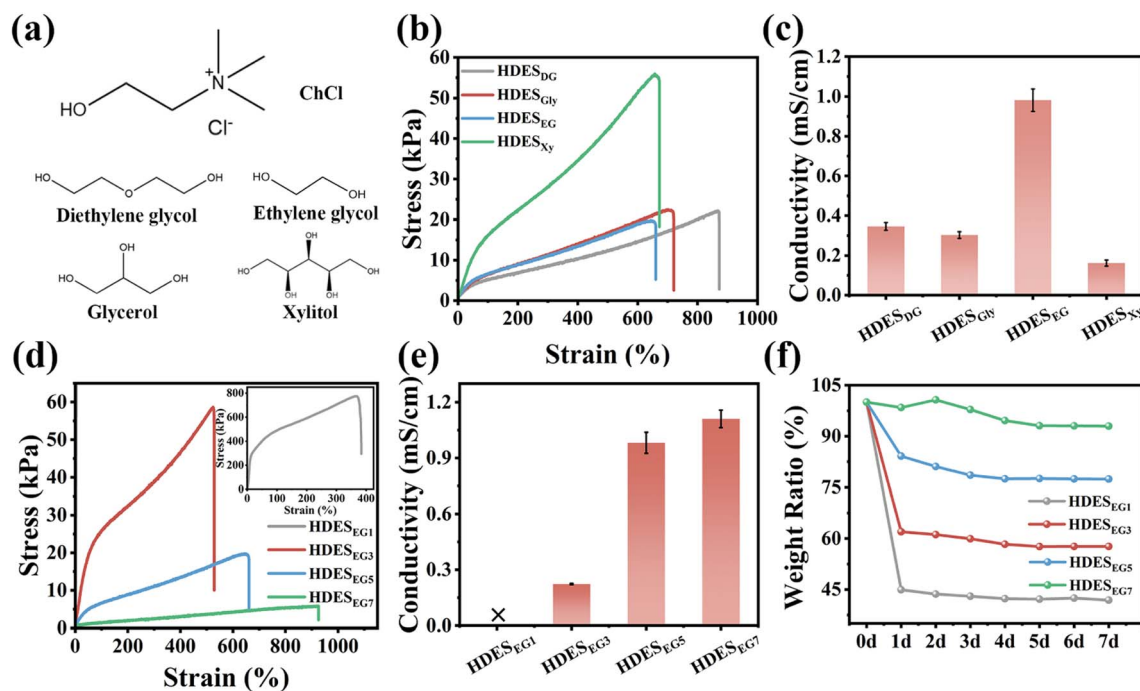 (a)
HO
N
+
Cl-
ChCl
HO
O
OH
Diethylene glycol
HO
OH
Ethylene glycol
OH
HO
OH
Glycerol
OH
HO
OH
OH
OH
Xylitol
(b)
Stress (kPa)
60
50
40
30
20
10
0
HDESDG
HDESGly
HDESEG
HDESXy
0 200 400 600 800 1000
Strain (%)
(c)
Conductivity (mS/cm)
1.2
1.0
0.8
0.6
0.4
0.2
0.0
HDESDG HDESGly HDESEG HDESXy
(d)
Stress (kPa)
60
50
40
30
20
10
0
Stress (kPa)
800
600
400
200
0
0 100 200 300 400
Strain (%)
HDESEG1
HDESEG3
HDESEG5
HDESEG7
0 200 400 600 800 1000
Strain (%)
(e)
Conductivity (mS/cm)
1.2
0.9
0.6
0.3
0.0
×
HDESEG1 HDESEG3 HDESEG5 HDESEG7
(f)
Weight Ratio (%)
105
90
75
60
45
HDESEG1
HDESEG3
HDESEG5
HDESEG7
0d 1d 2d 3d 4d 5d 6d 7d